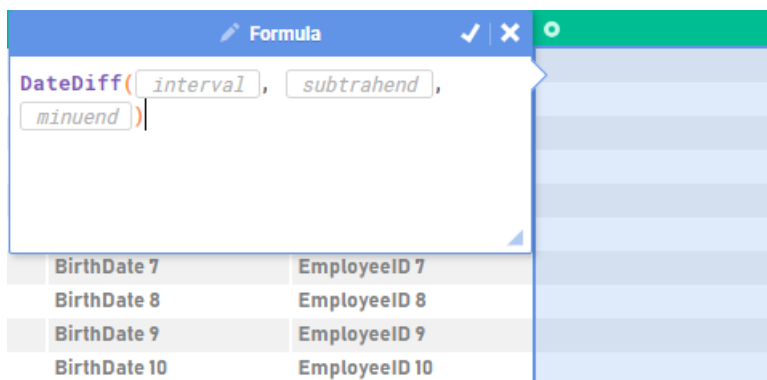 Formula
DateDiff( interval , subtrahend ,
minuend )
BirthDate 7 EmployeeID 7
BirthDate 8 EmployeeID 8
BirthDate 9 EmployeeID 9
BirthDate 10 EmployeeID 10